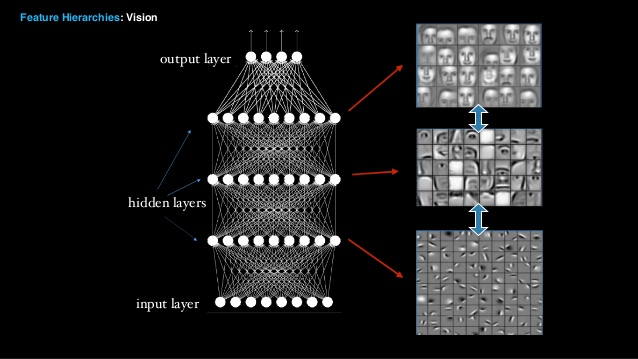 Feature Hierarchies: Vision
output layer
hidden layers
input layer